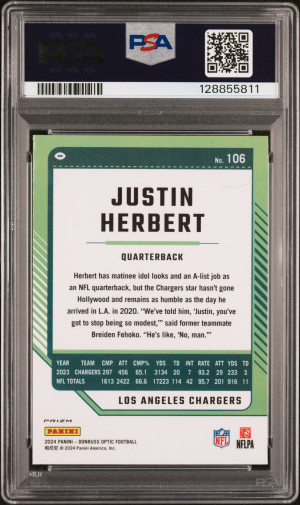 PSA
128855811
No. 106
JUSTIN
HERBERT
QUARTERBACK
Herbert has matinee idol looks and an A-list job as
an NFL quarterback, but the Chargers star hasn't gone
Hollywood and remains as humble as the day he
arrived in L.A. in 2020. "We've told him, 'Justin, you've
got to stop being so modest,'" said former teammate
Breiden Fehoko. "He's like, 'No, man.'"
YEAR TEAM CMP ATT CMP% YDS TD INT RATE ATT YDS TD
2023 CHARGERS 297 456 65.1 3134 20 7 93.2 29 233 3
NFL TOTALS 1613 2422 66.6 17223 114 42 95.7 201 916 11
LOS ANGELES CHARGERS
PRIZM
PANINI
2024 PANINI - DONRUSS OPTIC FOOTBALL
© 2024 Panini America, Inc.
NFL
NFLPA